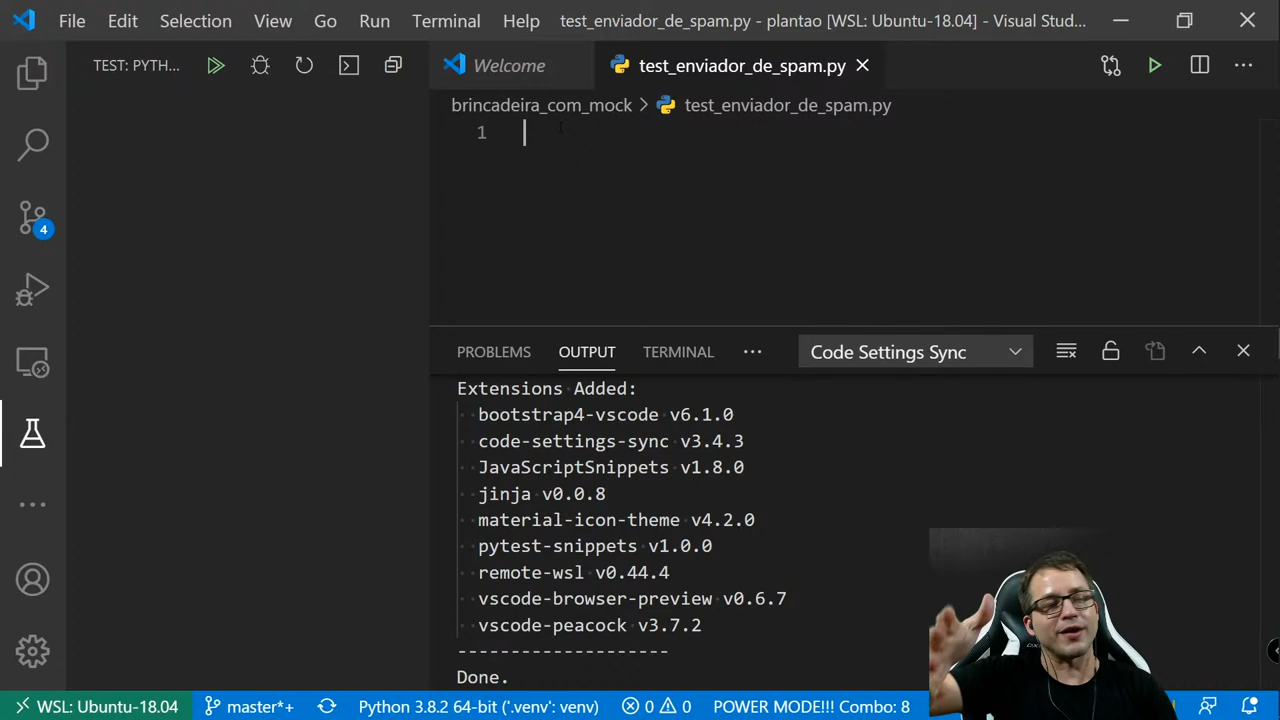 File Edit Selection View Go Run Terminal Help test_enviador_de_spam.py - plantao [WSL: Ubuntu-18.04] - Visual Stud...
TEST: PYTH...
Welcome
test_enviador_de_spam.py
brincadeira_com_mock > test_enviador_de_spam.py
1
4
PROBLEMS OUTPUT TERMINAL ... Code Settings Sync
Extensions Added:
bootstrap4-vscode v6.1.0
code-settings-sync v3.4.3
JavaScriptSnippets v1.8.0
jinja v0.0.8
material-icon-theme v4.2.0
pytest-snippets v1.0.0
remote-wsl v0.44.4
vscode-browser-preview v0.6.7
vscode-peacock v3.7.2
--------------------
Done.
WSL: Ubuntu-18.04 master*+ Python 3.8.2 64-bit ('.venv': venv) 0 0 POWER MODE!!! Combo: 8